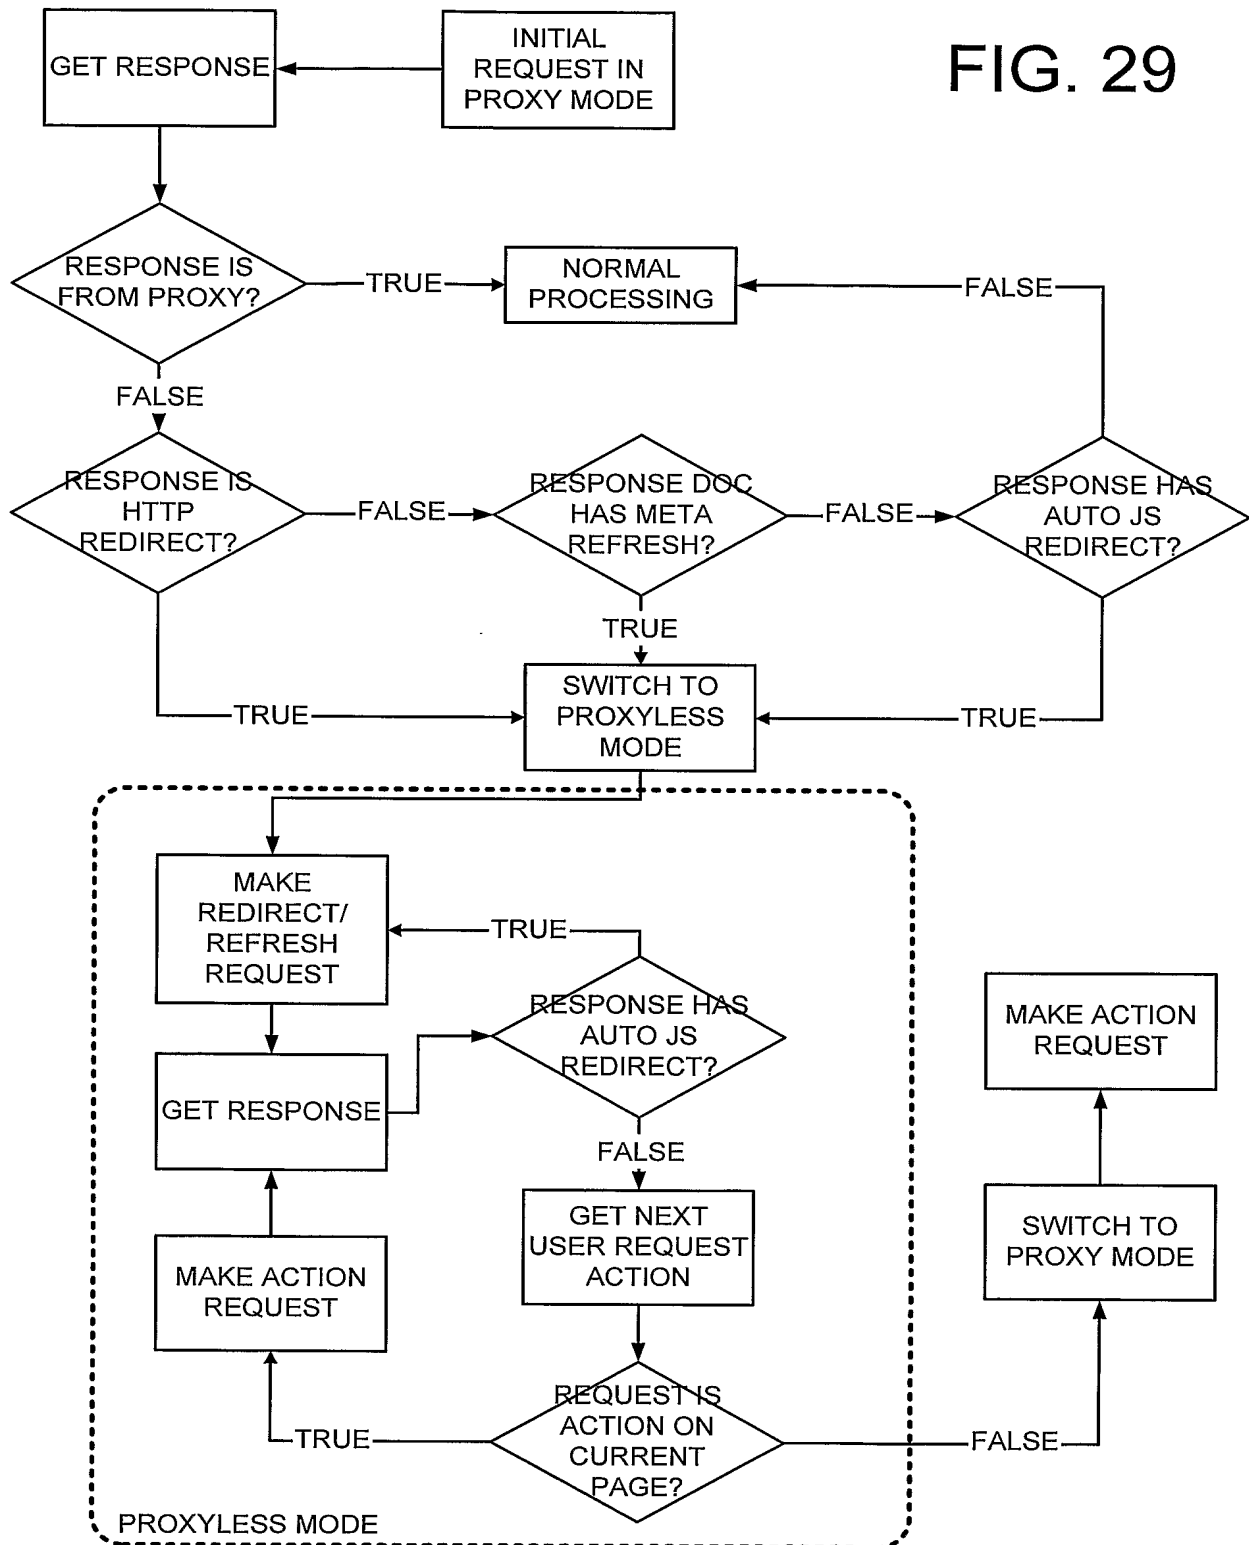 FIG. 29
INITIAL
REQUEST IN
PROXY MODE
GET RESPONSE
RESPONSE IS
FROM PROXY?
TRUE
NORMAL
PROCESSING
FALSE
FALSE
RESPONSE IS
HTTP
REDIRECT?
FALSE
RESPONSE DOC
HAS META
REFRESH?
FALSE
RESPONSE HAS
AUTO JS
REDIRECT?
TRUE
TRUE
TRUE
SWITCH TO
PROXYLESS
MODE
MAKE
REDIRECT/
REFRESH
REQUEST
TRUE
RESPONSE HAS
AUTO JS
REDIRECT?
GET RESPONSE
FALSE
GET NEXT
USER REQUEST
ACTION
MAKE ACTION
REQUEST
REQUEST IS
ACTION ON
CURRENT
PAGE?
TRUE
FALSE
SWITCH TO
PROXY MODE
MAKE ACTION
REQUEST
PROXYLESS MODE